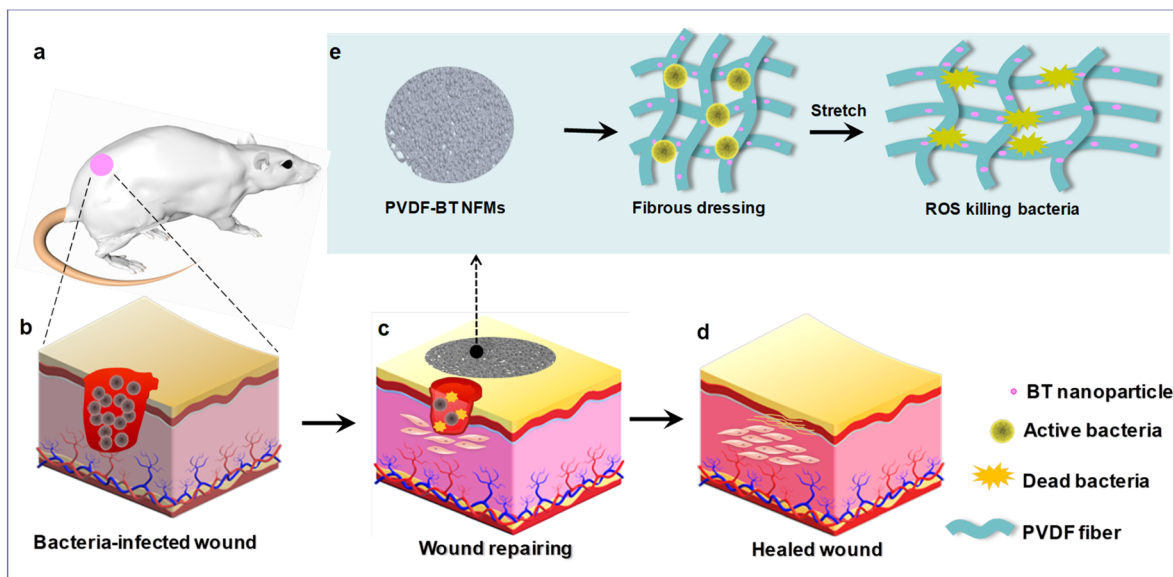 a
e
Stretch
PVDF-BT NFMs
Fibrous dressing
ROS killing bacteria
b
c
d
BT nanoparticle
Active bacteria
Dead bacteria
PVDF fiber
Bacteria-infected wound
Wound repairing
Healed wound